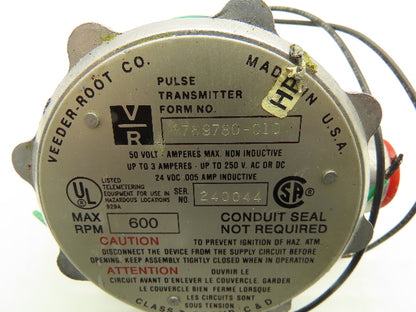 VEEDER-ROOT CO.
MADE IN U.S.A.
HP
PULSE
TRANSMITTER
FORM NO.
V/R
50 VOLT - AMPERES MAX. NON INDUCTIVE
UP TO 3 AMPERES - UP TO 250 V. AC OR DC
24 VDC .005 AMP INDUCTIVE
UL
LISTED
TELEMETERING
EQUIPMENT FOR USE IN
HAZARDOUS LOCATIONS
929A
SER.
NO.
240044
SA
MAX
RPM
600
CONDUIT SEAL
NOT REQUIRED
CAUTION TO PREVENT IGNITION OF HAZ. ATM.
DISCONNECT THE DEVICE FROM THE SUPPLY CIRCUIT BEFORE
OPENING. KEEP ASSEMBLY TIGHTLY CLOSED WHEN IN OPERATION
ATTENTION OUVRIR LE
CIRCUIT AVANT D'ENLEVER LE COUVERCLE. GARDER
LE COUVERCLE BIEN FERME LORSQUE
LES CIRCUITS SONT
SOUS TENSION
CLASS
C & D